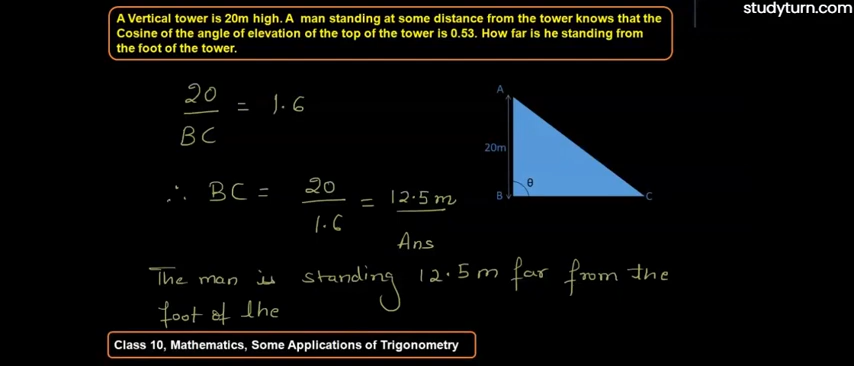 studyturn.com
A Vertical tower is 20m high. A man standing at some distance from the tower knows that the
Cosine of the angle of elevation of the top of the tower is 0.53. How far is he standing from
the foot of the tower.
20/BC = 1.6
A
20m
θ
B
C
∴ BC = 20/1.6 = 12.5 m
Ans
The man is standing 12.5 m far from the
foot of the
Class 10, Mathematics, Some Applications of Trigonometry